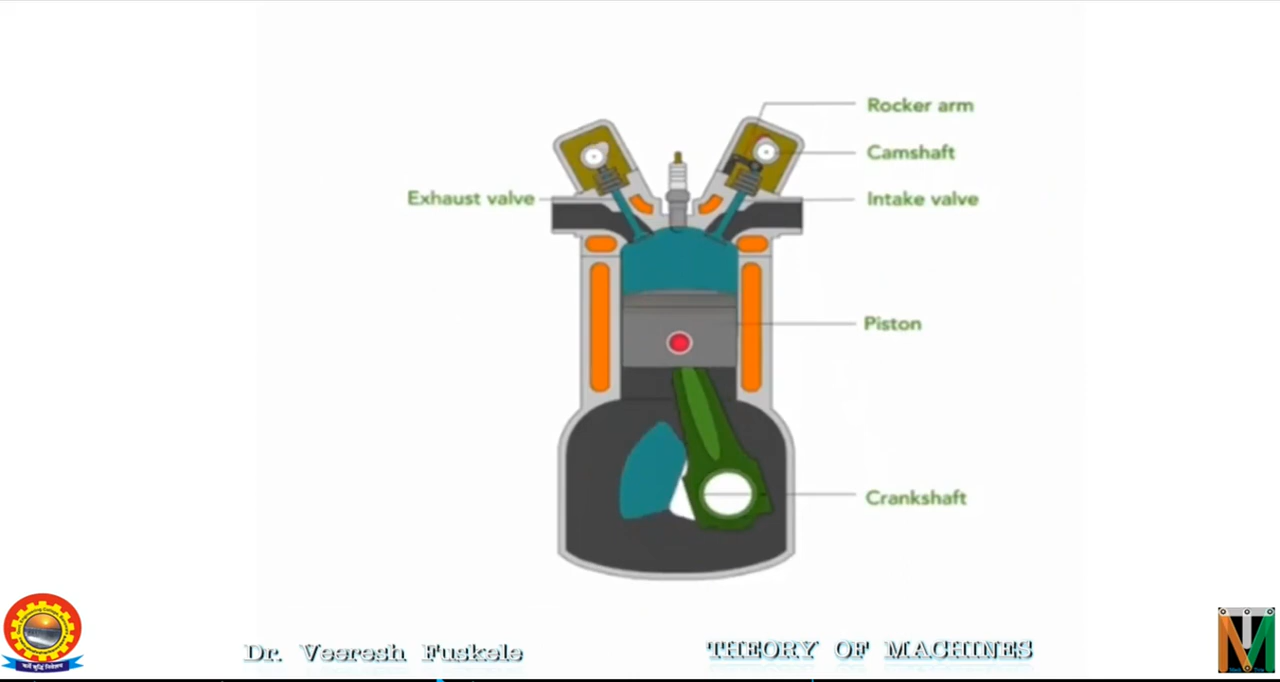 Rocker arm
Camshaft
Exhaust valve
Intake valve
Piston
Crankshaft
Dr. Veeresh Fuskele
THEORY OF MACHINES